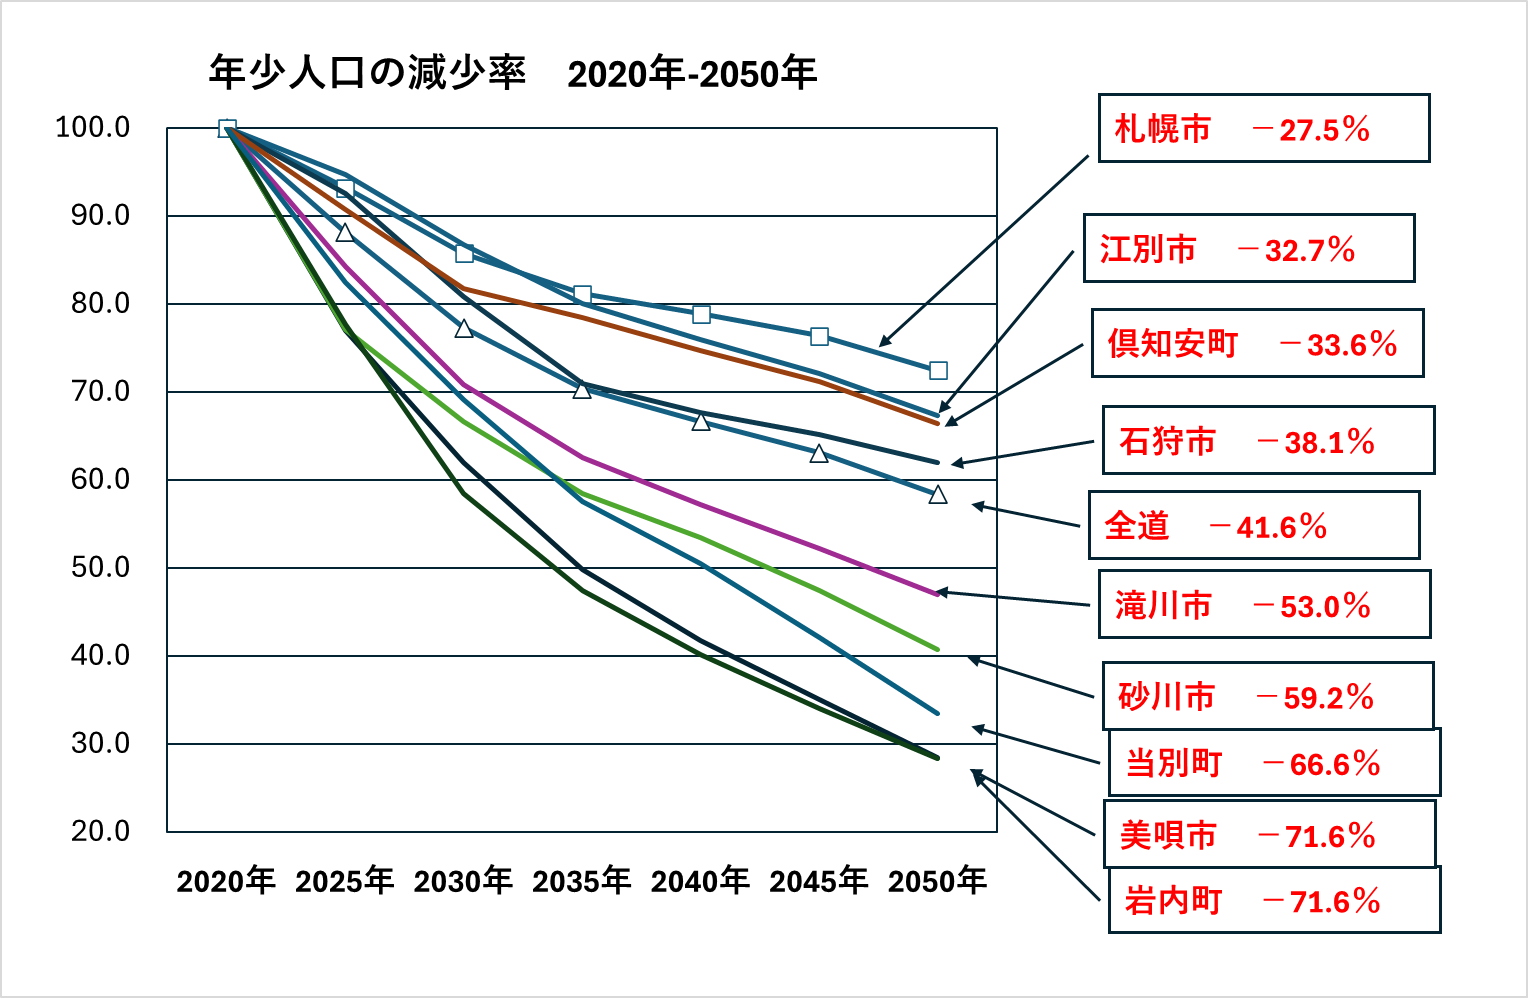 年少人口の減少率　2020年-2050年
100.0
90.0
80.0
70.0
60.0
50.0
40.0
30.0
20.0
2020年 2025年 2030年 2035年 2040年 2045年 2050年
札幌市　－27.5％
江別市　－32.7％
倶知安町　－33.6％
石狩市　－38.1％
全道　－41.6％
滝川市　－53.0％
砂川市　－59.2％
当別町　－66.6％
美唄市　－71.6％
岩内町　－71.6％